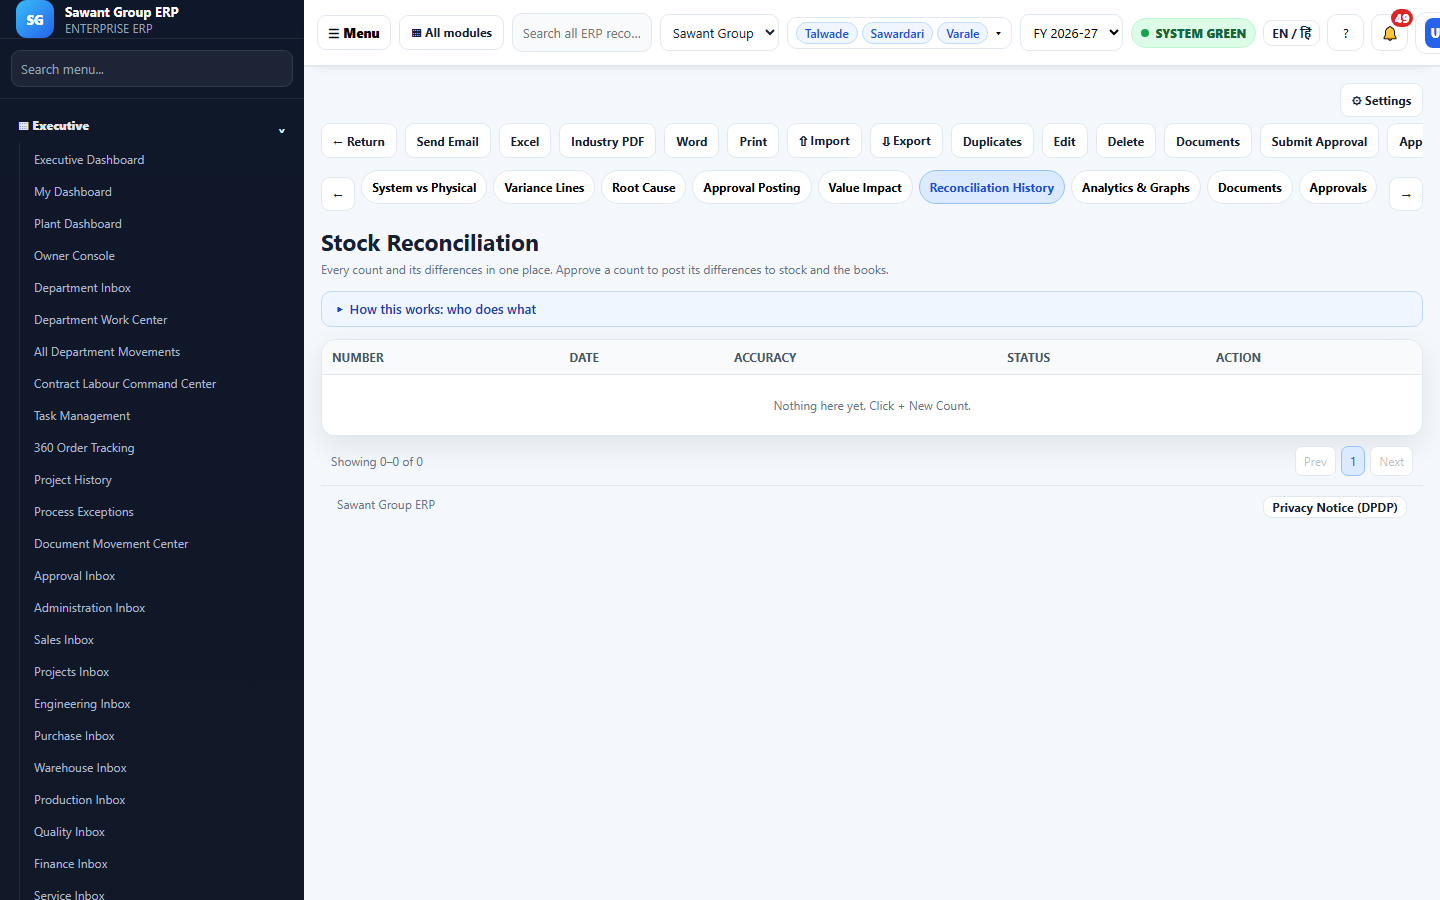 SG
Sawant Group ERP
ENTERPRISE ERP
Search menu...
Executive
Executive Dashboard
My Dashboard
Plant Dashboard
Owner Console
Department Inbox
Department Work Center
All Department Movements
Contract Labour Command Center
Task Management
360 Order Tracking
Project History
Process Exceptions
Document Movement Center
Approval Inbox
Administration Inbox
Sales Inbox
Projects Inbox
Engineering Inbox
Purchase Inbox
Warehouse Inbox
Production Inbox
Quality Inbox
Finance Inbox
Service Inbox
☰ Menu
All modules
Search all ERP reco...
Sawant Group
Talwade Sawardari Varale
FY 2026-27
SYSTEM GREEN
EN / हिं
?
49
U
⚙ Settings
← Return Send Email Excel Industry PDF Word Print ⇧ Import ⇩ Export Duplicates Edit Delete Documents Submit Approval App
← System vs Physical Variance Lines Root Cause Approval Posting Value Impact Reconciliation History Analytics & Graphs Documents Approvals →
Stock Reconciliation
Every count and its differences in one place. Approve a count to post its differences to stock and the books.
▸ How this works: who does what
NUMBER DATE ACCURACY STATUS ACTION
Nothing here yet. Click + New Count.
Showing 0–0 of 0
Prev 1 Next
Sawant Group ERP
Privacy Notice (DPDP)